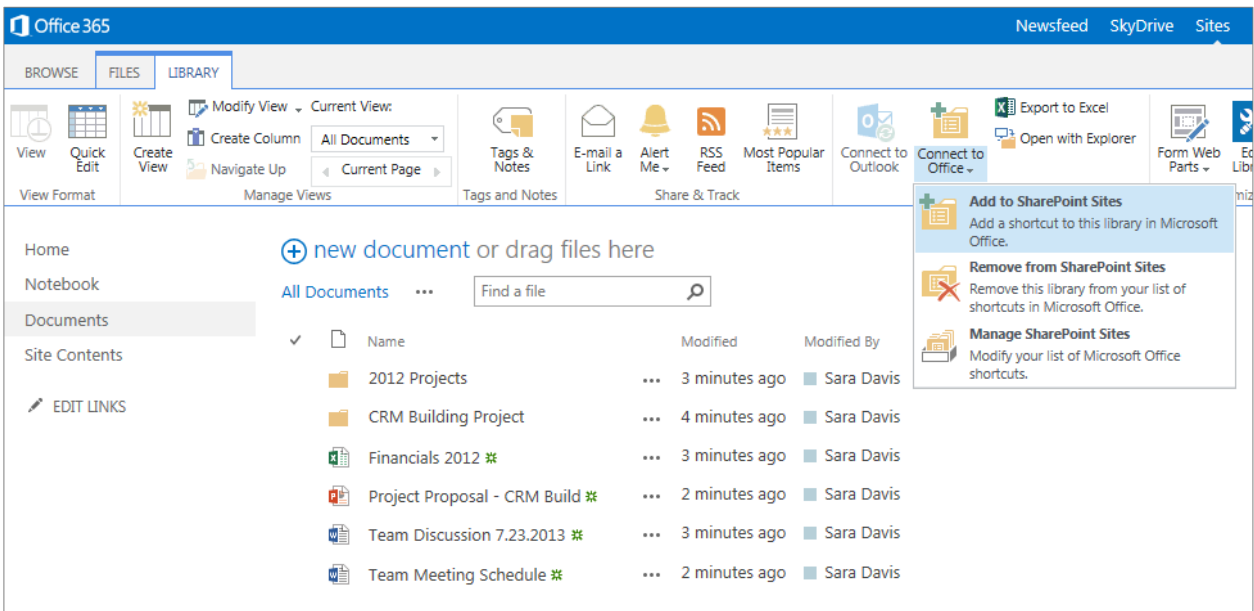 Office 365
Newsfeed SkyDrive Sites
BROWSE FILES LIBRARY
View
Quick Edit
View Format
Create View
Modify View
Create Column
Navigate Up
Current View:
All Documents
Current Page
Manage Views
Tags & Notes
Tags and Notes
E-mail a Link
Alert Me
RSS Feed
Most Popular Items
Share & Track
Connect to Outlook
Connect to Office
Export to Excel
Open with Explorer
Form Web Parts
Add to SharePoint Sites
Add a shortcut to this library in Microsoft
Office.
Remove from SharePoint Sites
Remove this library from your list of
shortcuts in Microsoft Office.
Manage SharePoint Sites
Modify your list of Microsoft Office
shortcuts.
Home
Notebook
Documents
Site Contents
EDIT LINKS
new document or drag files here
All Documents ...
Find a file
Name Modified Modified By
2012 Projects ... 3 minutes ago Sara Davis
CRM Building Project ... 4 minutes ago Sara Davis
Financials 2012 ... 3 minutes ago Sara Davis
Project Proposal - CRM Build ... 2 minutes ago Sara Davis
Team Discussion 7.23.2013 ... 3 minutes ago Sara Davis
Team Meeting Schedule ... 2 minutes ago Sara Davis